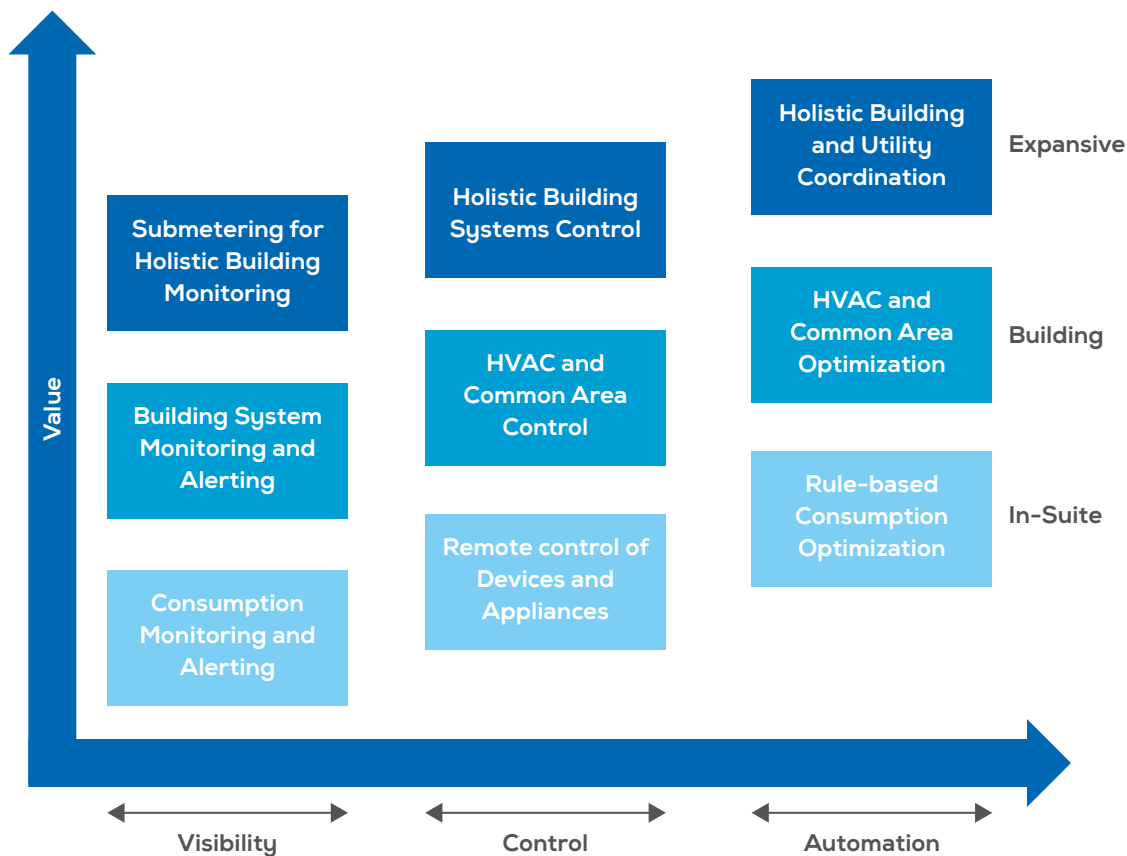 Value
Submetering for
Holistic Building
Monitoring
Holistic Building
Systems Control
Holistic Building
and Utility
Coordination
Expansive
Building System
Monitoring and
Alerting
HVAC and
Common Area
Control
HVAC and
Common Area
Optimization
Building
Consumption
Monitoring and
Alerting
Remote control of
Devices and
Appliances
Rule-based
Consumption
Optimization
In-Suite
Visibility
Control
Automation